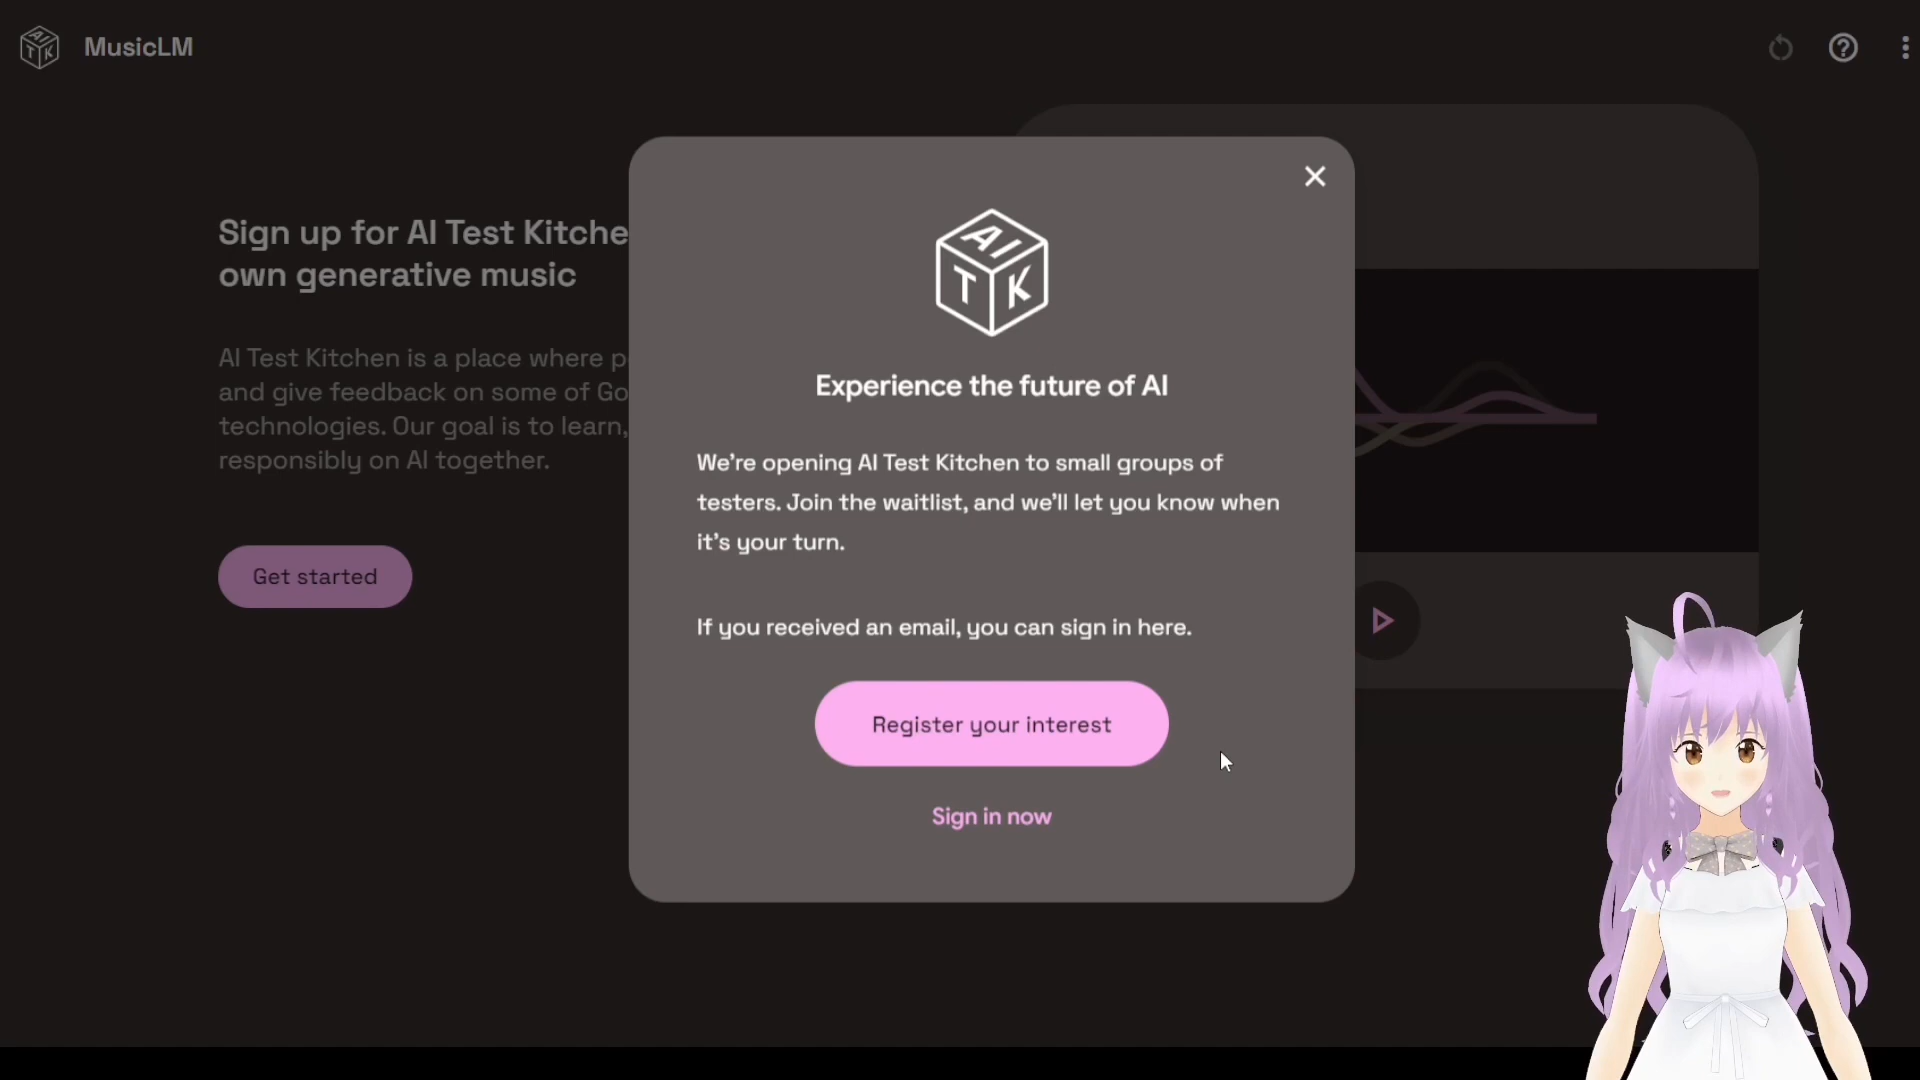 MusicLM
Sign up for AI Test Kitche
own generative music
AI Test Kitchen is a place where p
and give feedback on some of Go
technologies. Our goal is to learn,
responsibly on AI together.
Get started
AI
T K
Experience the future of AI
We're opening AI Test Kitchen to small groups of
testers. Join the waitlist, and we'll let you know when
it's your turn.
If you received an email, you can sign in here.
Register your interest
Sign in now